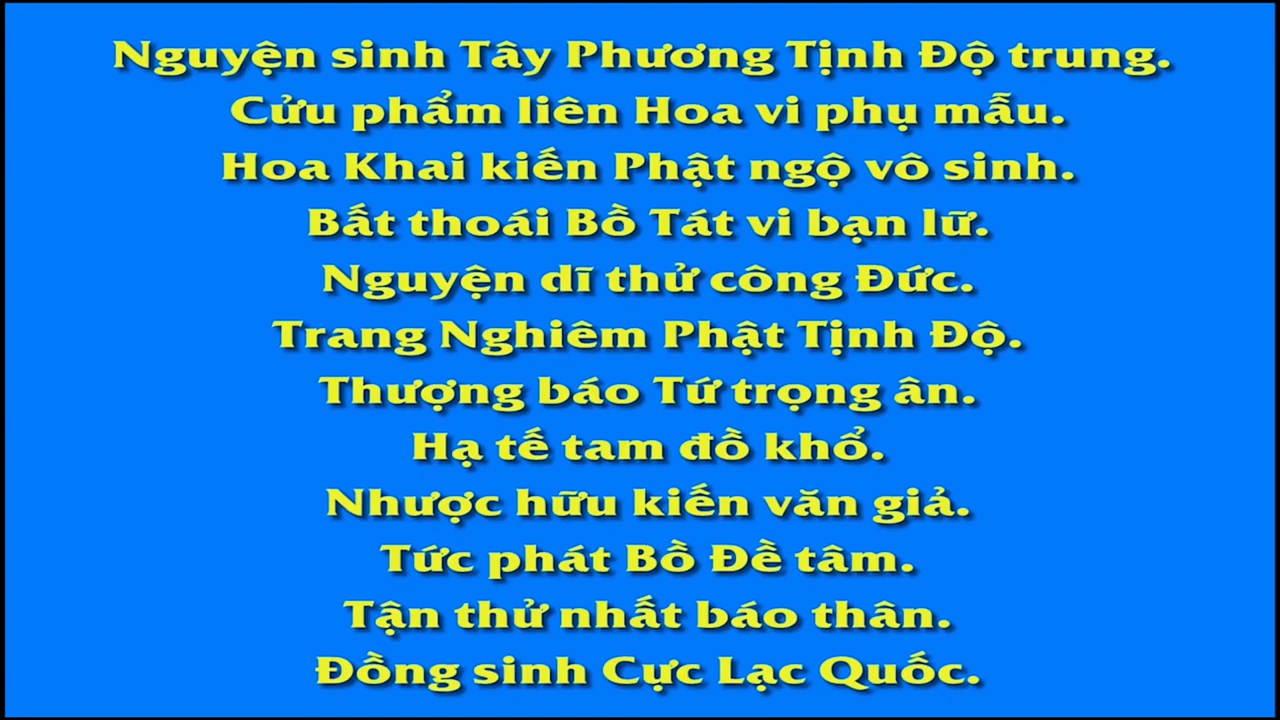 Nguyện sinh Tây Phương Tịnh Độ trung.
Cửu phẩm liên Hoa vi phụ mẫu.
Hoa Khai kiến Phật ngộ vô sinh.
Bất thoái Bồ Tát vi bạn lữ.
Nguyện dĩ thử công Đức.
Trang Nghiêm Phật Tịnh Độ.
Thượng báo Tứ trọng ân.
Hạ tế tam đồ khổ.
Nhược hữu kiến văn giả.
Tức phát Bồ Đề tâm.
Tận thử nhất báo thân.
Đồng sinh Cực Lạc Quốc.